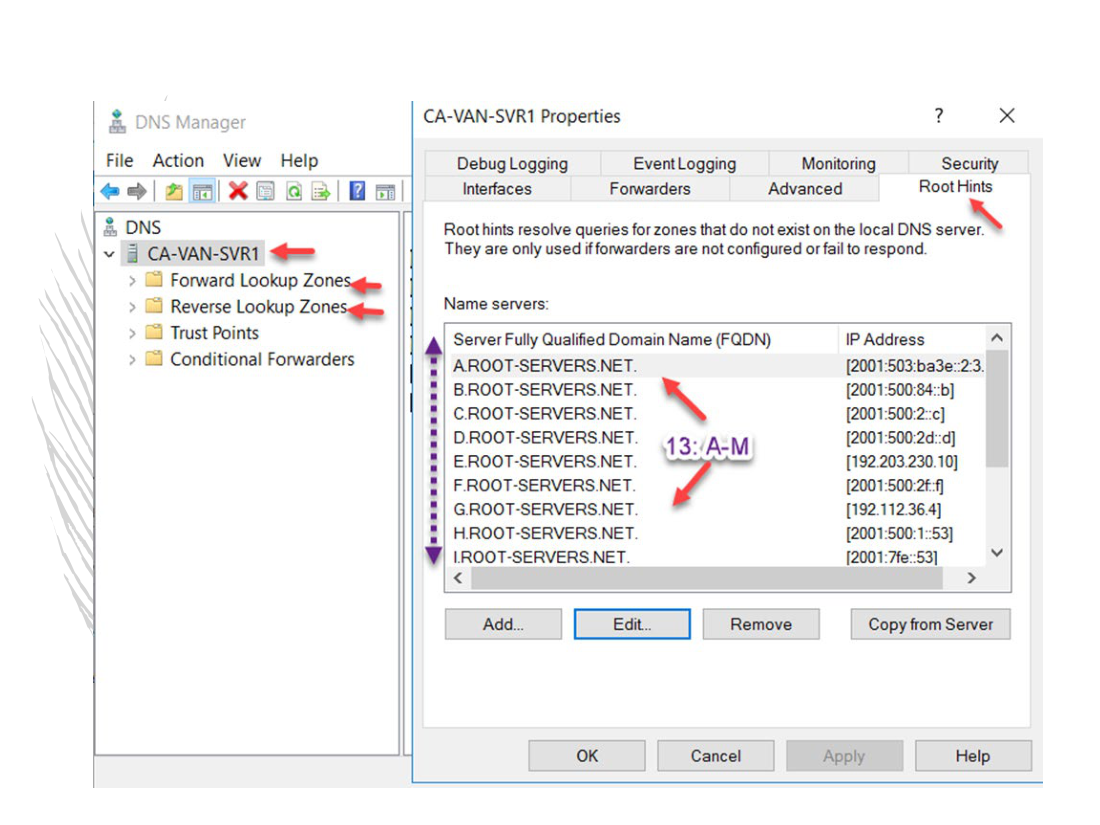 DNS Manager
File Action View Help
DNS
CA-VAN-SVR1
Forward Lookup Zones
Reverse Lookup Zones
Trust Points
Conditional Forwarders
CA-VAN-SVR1 Properties
? X
Debug Logging Event Logging Monitoring Security
Interfaces Forwarders Advanced Root Hints
Root hints resolve queries for zones that do not exist on the local DNS server.
They are only used if forwarders are not configured or fail to respond.
Name servers:
Server Fully Qualified Domain Name (FQDN) IP Address
A.ROOT-SERVERS.NET. [2001:503:ba3e::2:3.
B.ROOT-SERVERS.NET. [2001:500:84::b]
C.ROOT-SERVERS.NET. [2001:500:2::c]
D.ROOT-SERVERS.NET. [2001:500:2d::d]
13: A-M
E.ROOT-SERVERS.NET. [192.203.230.10]
F.ROOT-SERVERS.NET. [2001:500:2f::f]
G.ROOT-SERVERS.NET. [192.112.36.4]
H.ROOT-SERVERS.NET. [2001:500:1::53]
I.ROOT-SERVERS.NET. [2001:7fe::53]
Add... Edit... Remove Copy from Server
OK Cancel Apply Help